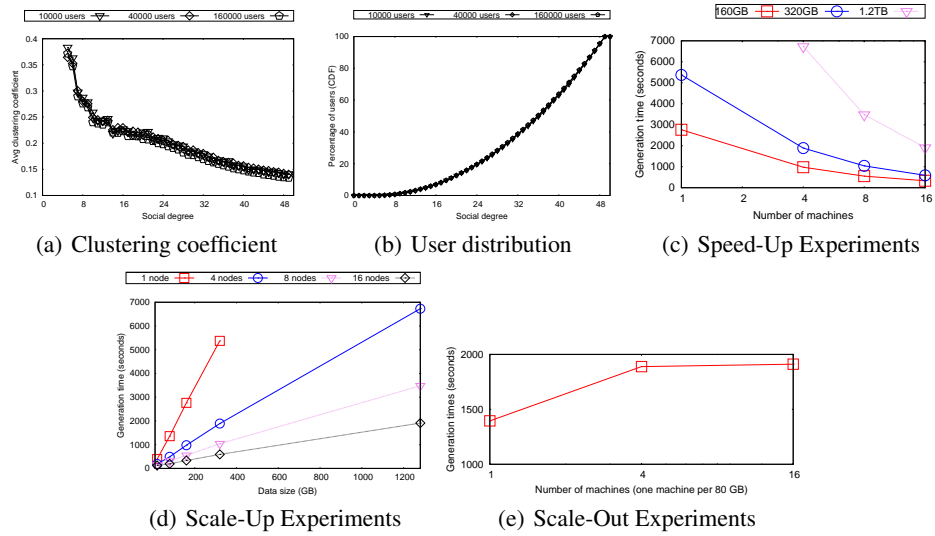 10000 users 40000 users 160000 users
0.4
0.35
0.3
0.25
0.2
0.15
0.1
Avg clustering coefficient
0 8 16 24 32 40 48
Social degree
(a) Clustering coefficient
10000 users 40000 users 160000 users
100
80
60
40
20
0
Percentage of users (CDF)
0 8 16 24 32 40 48
Social degree
(b) User distribution
160GB 320GB 1.2TB
7000
6000
5000
4000
3000
2000
1000
0
Generation time (seconds)
1 2 4 8 16
Number of machines
(c) Speed-Up Experiments
1 node 4 nodes 8 nodes 16 nodes
7000
6000
5000
4000
3000
2000
1000
0
Generation time (seconds)
200 400 600 800 1000 1200
Data size (GB)
(d) Scale-Up Experiments
2000
1500
1000
Generation times (seconds)
1 4 16
Number of machines (one machine per 80 GB)
(e) Scale-Out Experiments